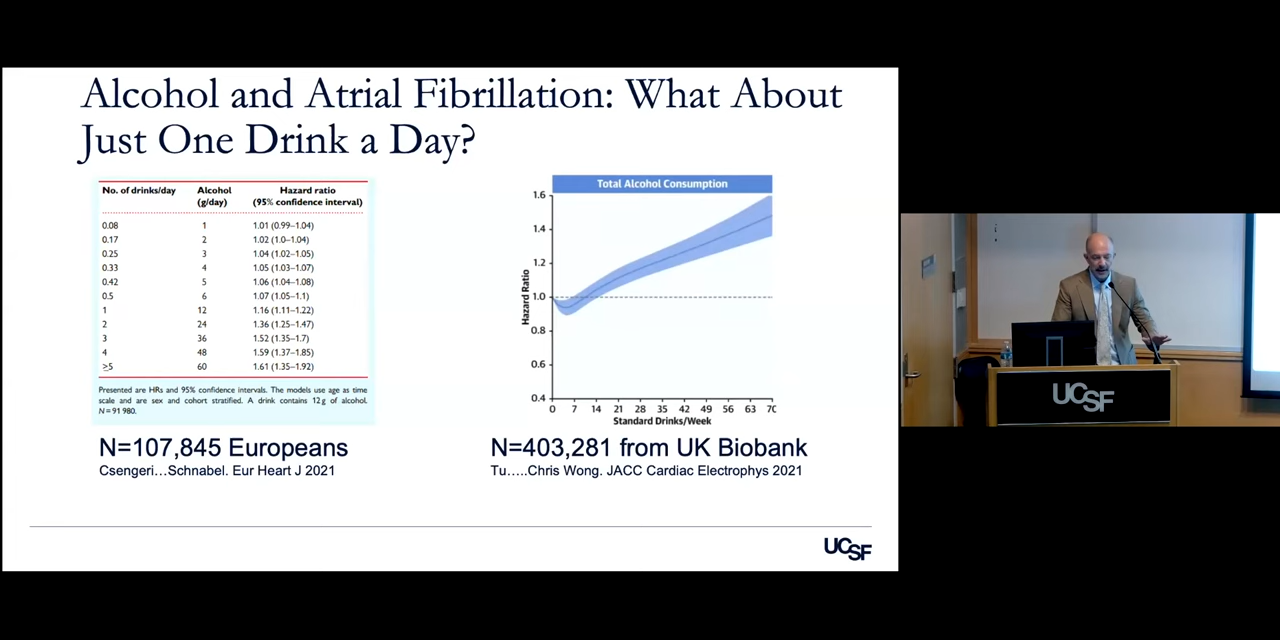 Alcohol and Atrial Fibrillation: What About
Just One Drink a Day?
No. of drinks/day Alcohol Hazard ratio
(g/day) (95% confidence interval)
0.08 1 1.01 (0.99–1.04)
0.17 2 1.02 (1.0–1.04)
0.25 3 1.04 (1.02–1.05)
0.33 4 1.05 (1.03–1.07)
0.42 5 1.06 (1.04–1.08)
0.5 6 1.07 (1.05–1.1)
1 12 1.16 (1.11–1.22)
2 24 1.36 (1.25–1.47)
3 36 1.52 (1.35–1.7)
4 48 1.59 (1.37–1.85)
≥5 60 1.61 (1.35–1.92)
Presented are HRs and 95% confidence intervals. The models use age as time
scale and are sex and cohort stratified. A drink contains 12 g of alcohol.
N = 91 980.
N=107,845 Europeans
Csengeri…Schnabel. Eur Heart J 2021
Total Alcohol Consumption
1.6
1.4
1.2
1.0
0.8
0.6
0.4
Hazard Ratio
0 7 14 21 28 35 42 49 56 63 70
Standard Drinks/Week
N=403,281 from UK Biobank
Tu…..Chris Wong. JACC Cardiac Electrophys 2021
UCSF
UCSF